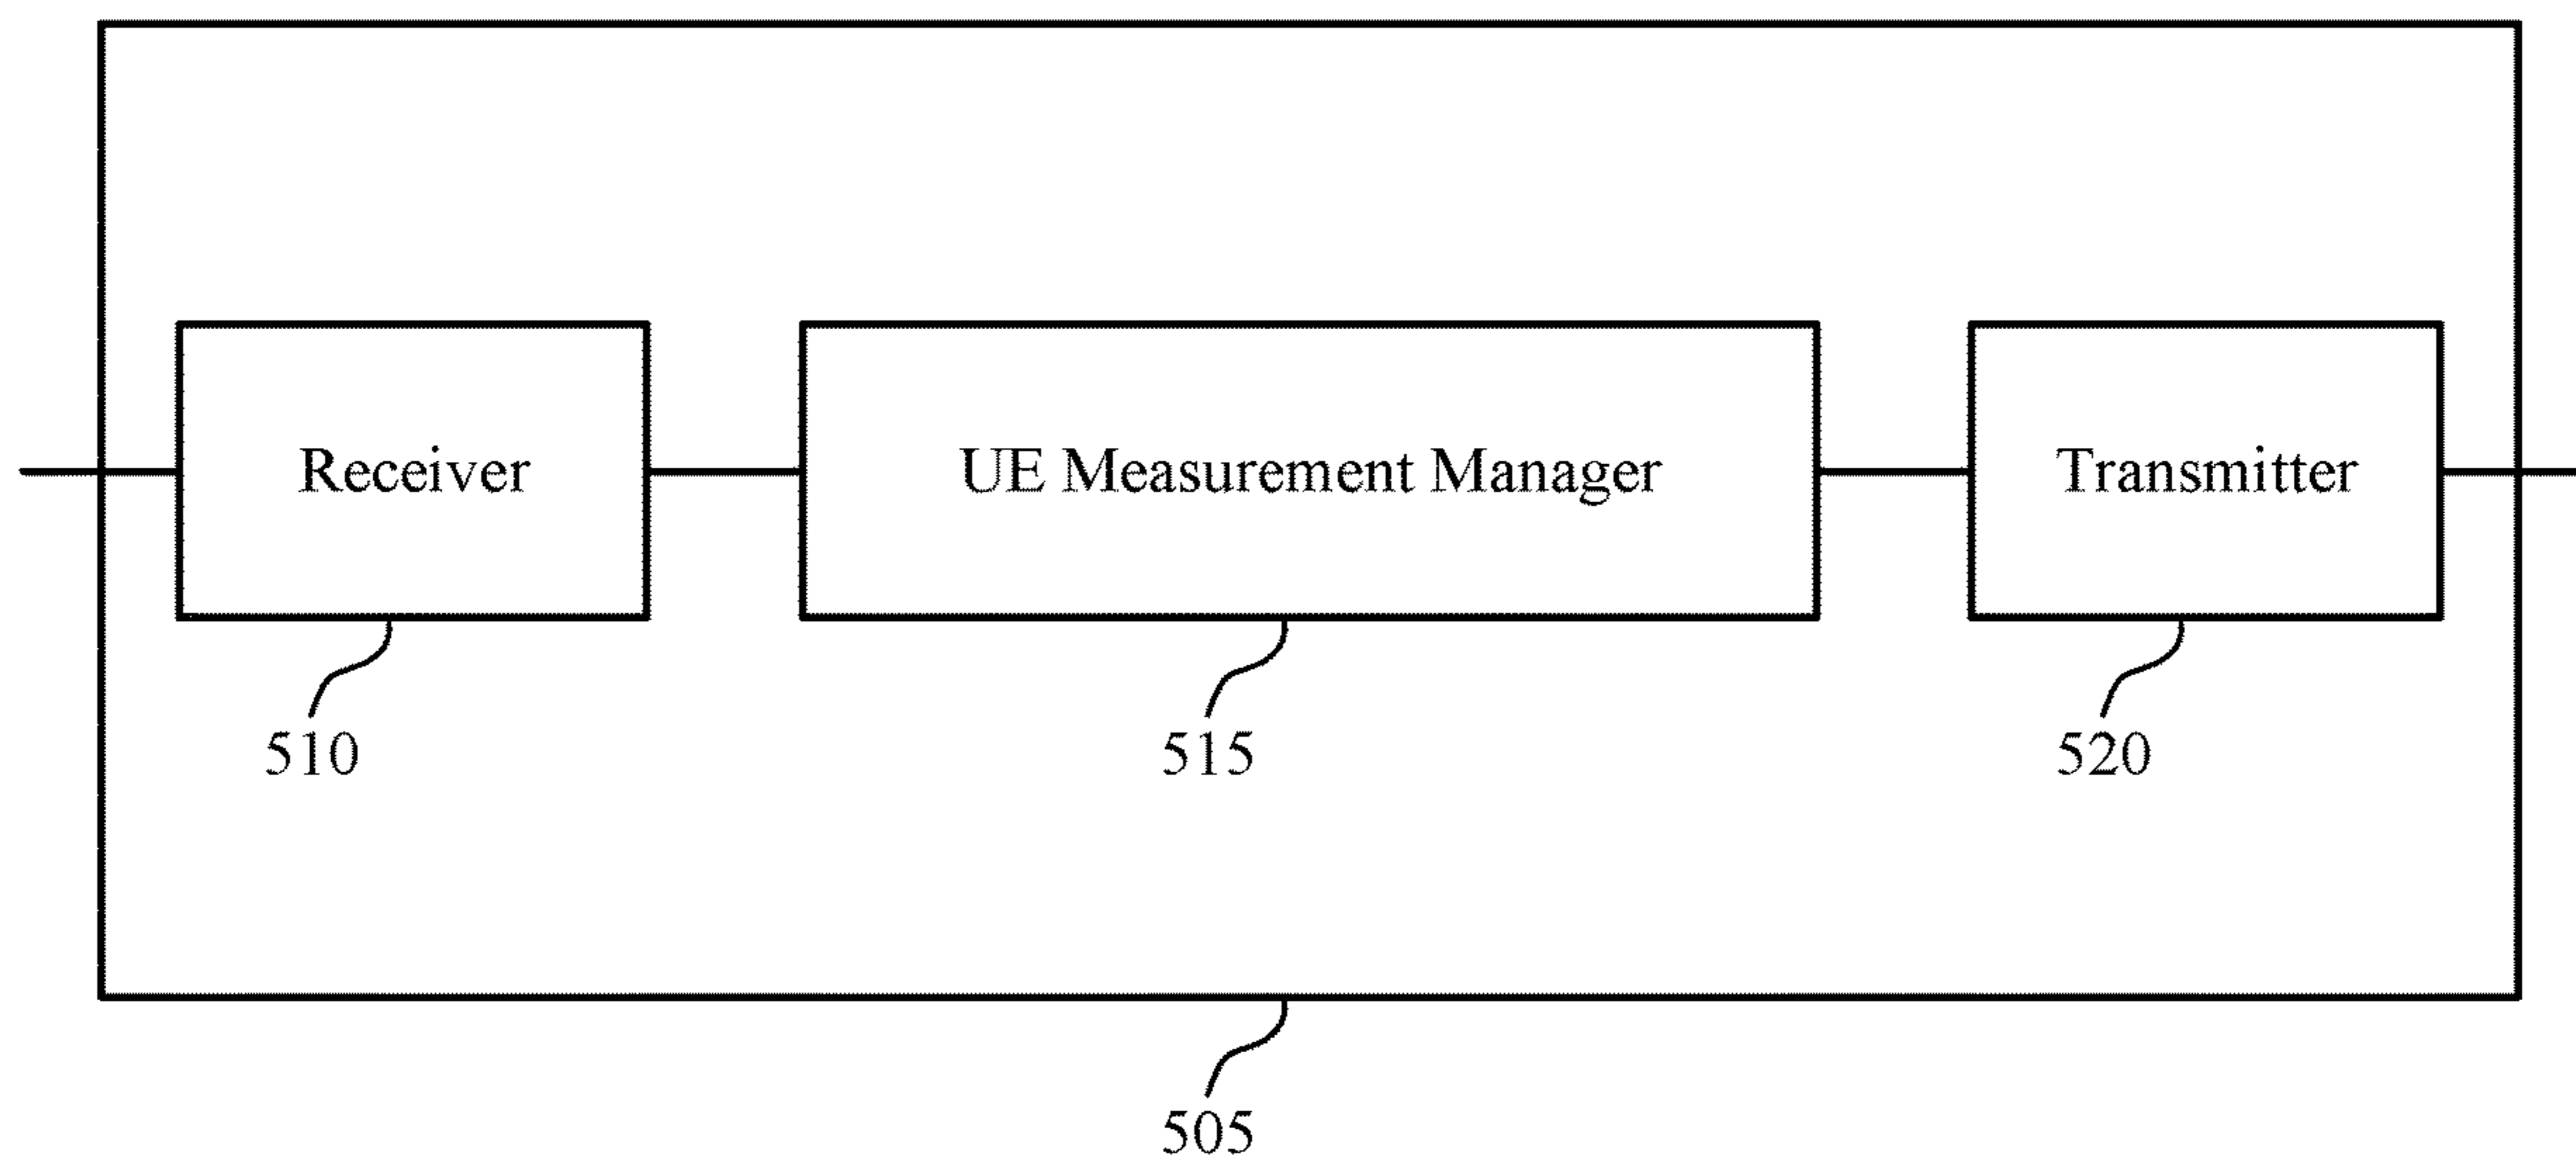 Receiver
UE Measurement Manager
Transmitter
510
515
520
505